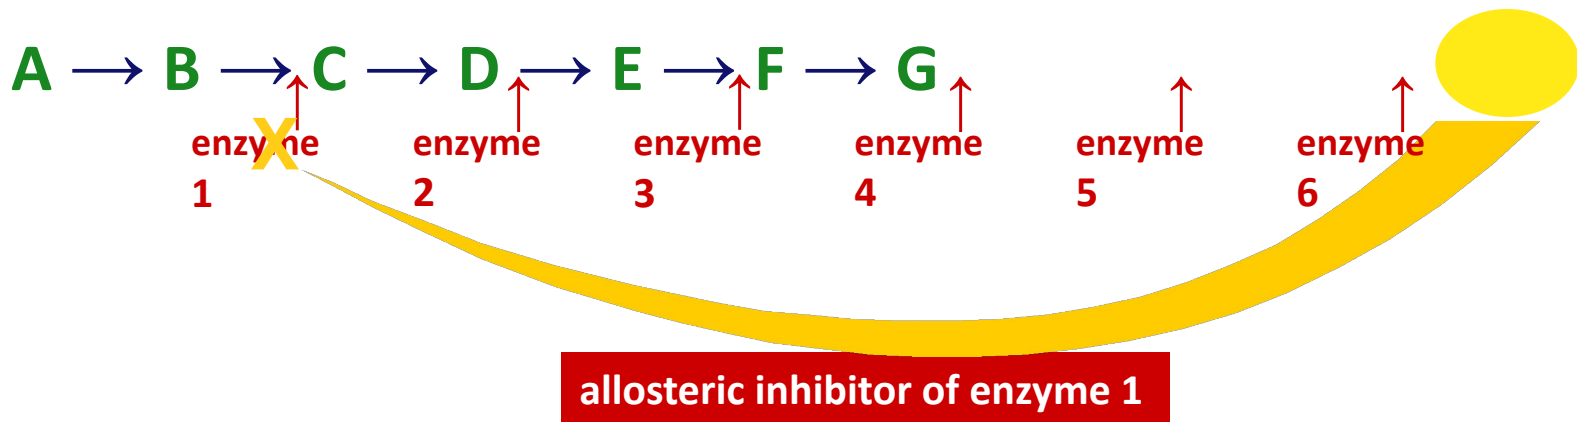 A → B → C → D → E → F → G
enzyme enzyme enzyme enzyme enzyme enzyme
X
1 2 3 4 5 6
allosteric inhibitor of enzyme 1